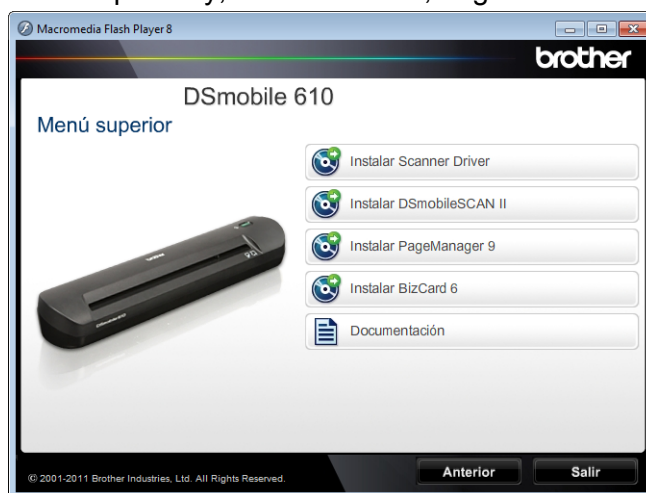 Macromedia Flash Player 8
brother
DSmobile 610
Menú superior
Instalar Scanner Driver
Instalar DSmobileSCAN II
Instalar PageManager 9
Instalar BizCard 6
Documentación
© 2001-2011 Brother Industries, Ltd. All Rights Reserved.
Anterior
Salir